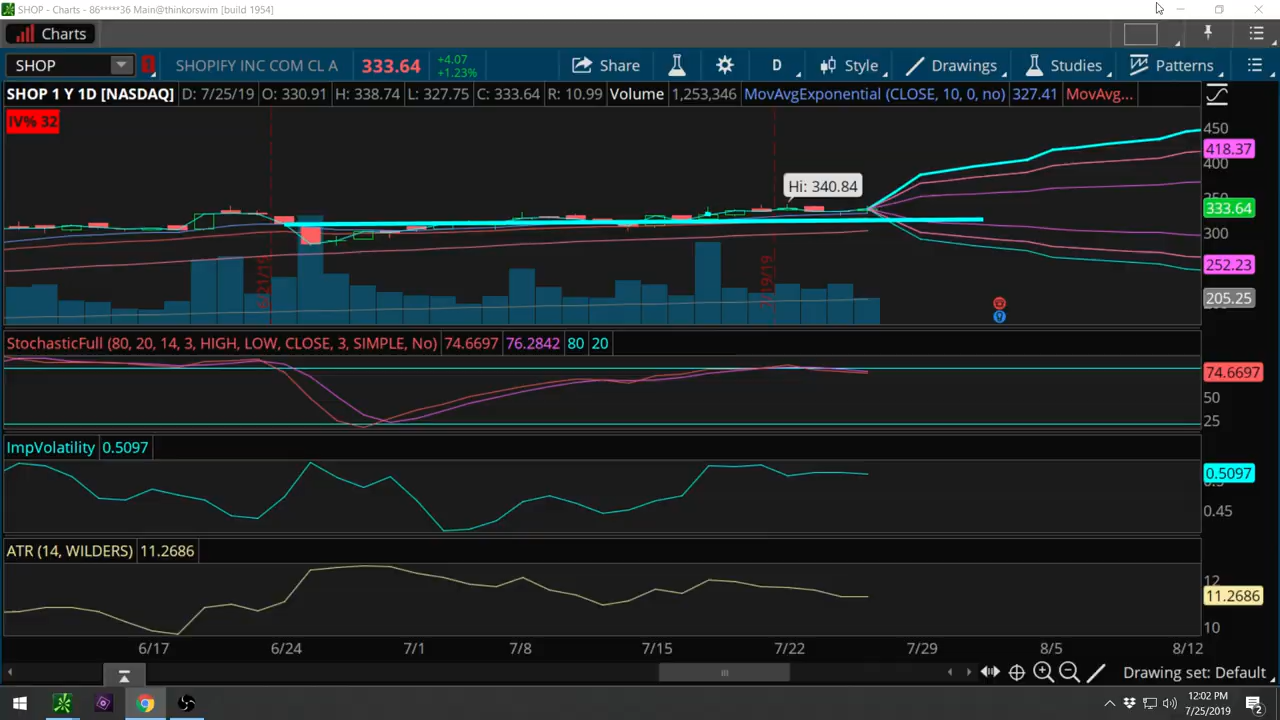 SHOP - Charts - 86*****36 Main@thinkorswim [build 1954]
Charts
SHOP
SHOPIFY INC COM CL A
333.64
+4.07
+1.23%
Share
D
Style
Drawings
Studies
Patterns
SHOP 1 Y 1D [NASDAQ] D: 7/25/19 O: 330.91 H: 338.74 L: 327.75 C: 333.64 R: 10.99 Volume 1,253,346 MovAvgExponential (CLOSE, 10, 0, no) 327.41 MovAvg...
IV% 32
Hi: 340.84
450
418.37
400
350
333.64
300
252.23
205.25
StochasticFull (80, 20, 14, 3, HIGH, LOW, CLOSE, 3, SIMPLE, No) 74.6697 76.2842 80 20
74.6697
50
25
ImpVolatility 0.5097
0.5097
0.45
ATR (14, WILDERS) 11.2686
12
11.2686
10
6/17 6/24 7/1 7/8 7/15 7/22 7/29 8/5 8/12
Drawing set: Default
12:02 PM
7/25/2019
2